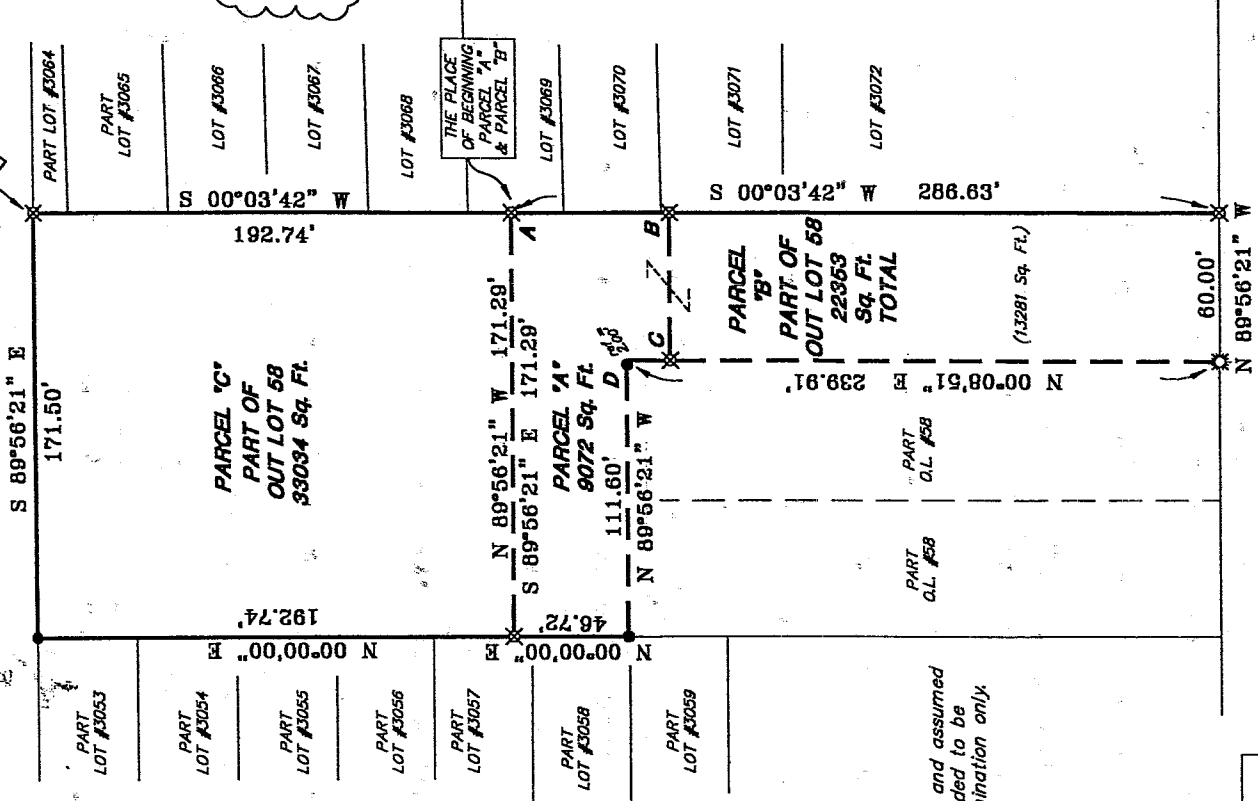 S 89°56'21" E
171.50'
PART LOT #3064
PART
LOT #3065
LOT #3066
LOT #3067
LOT #3068
THE PLACE
OF BEGINNING
PARCEL "A"
& PARCEL "B"
LOT #3069
LOT #3070
LOT #3071
LOT #3072
S 00°03'42" W
192.74'
S 00°03'42" W 286.63'
PARCEL "C"
PART OF
OUT LOT 58
33034 Sq. Ft.
A
B
C
D
N 89°56'21" W 171.29'
S 89°56'21" E 171.29'
PARCEL "A"
9072 Sq. Ft.
111.60'
N 89°56'21" W
PARCEL
"B"
PART OF
OUT LOT 58
22353
Sq. Ft.
TOTAL
(13281 Sq. Ft.)
N 00°08'51" E 239.91'
60.00'
N 89°56'21" W
192.74'
N 00°00'00" E
46.72'
N 00°00'00" E
PART
O.L. #58
PART
O.L. #58
PART
LOT #3053
PART
LOT #3054
PART
LOT #3055
PART
LOT #3056
PART
LOT #3057
PART
LOT #3058
PART
LOT #3059
and assumed
ded to be
ination only.